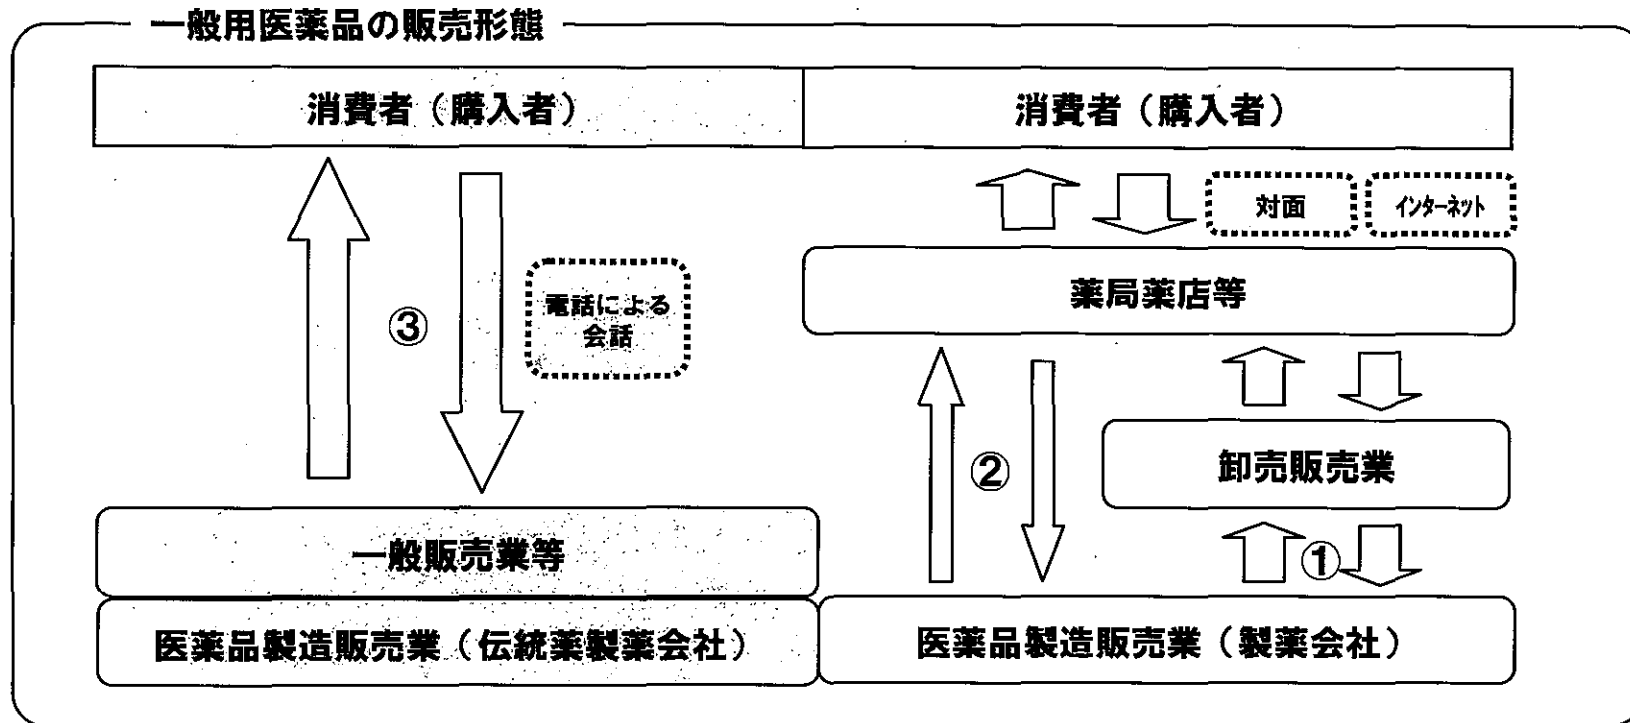 一般用医薬品の販売形態
消費者（購入者）
消費者（購入者）
対面
インターネット
薬局薬店等
③
電話による
会話
②
卸売販売業
①
一般販売業等
医薬品製造販売業（伝統薬製薬会社）
医薬品製造販売業（製薬会社）